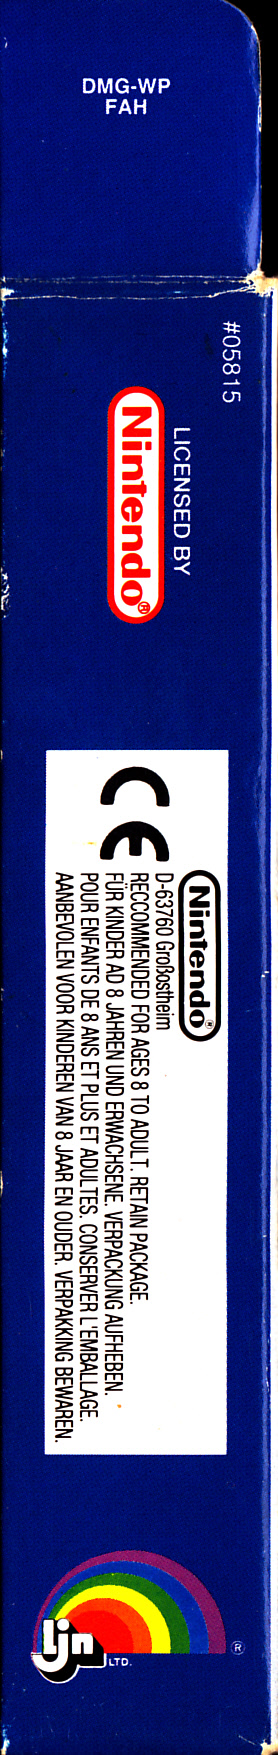 DMG-WP
FAH
#05815
LICENSED BY
Nintendo®
Nintendo®
D-63760 Großostheim
CE
RECCOMMENDED FOR AGES 8 TO ADULT. RETAIN PACKAGE.
FÜR KINDER AD 8 JAHREN UND ERWACHSENE. VERPACKUNG AUFHEBEN.
POUR ENFANTS DE 8 ANS ET PLUS ET ADULTES. CONSERVER L'EMBALLAGE.
AANBEVOLEN VOOR KINDEREN VAN 8 JAAR EN OUDER. VERPAKKING BEWAREN.
®
ljn
LTD.